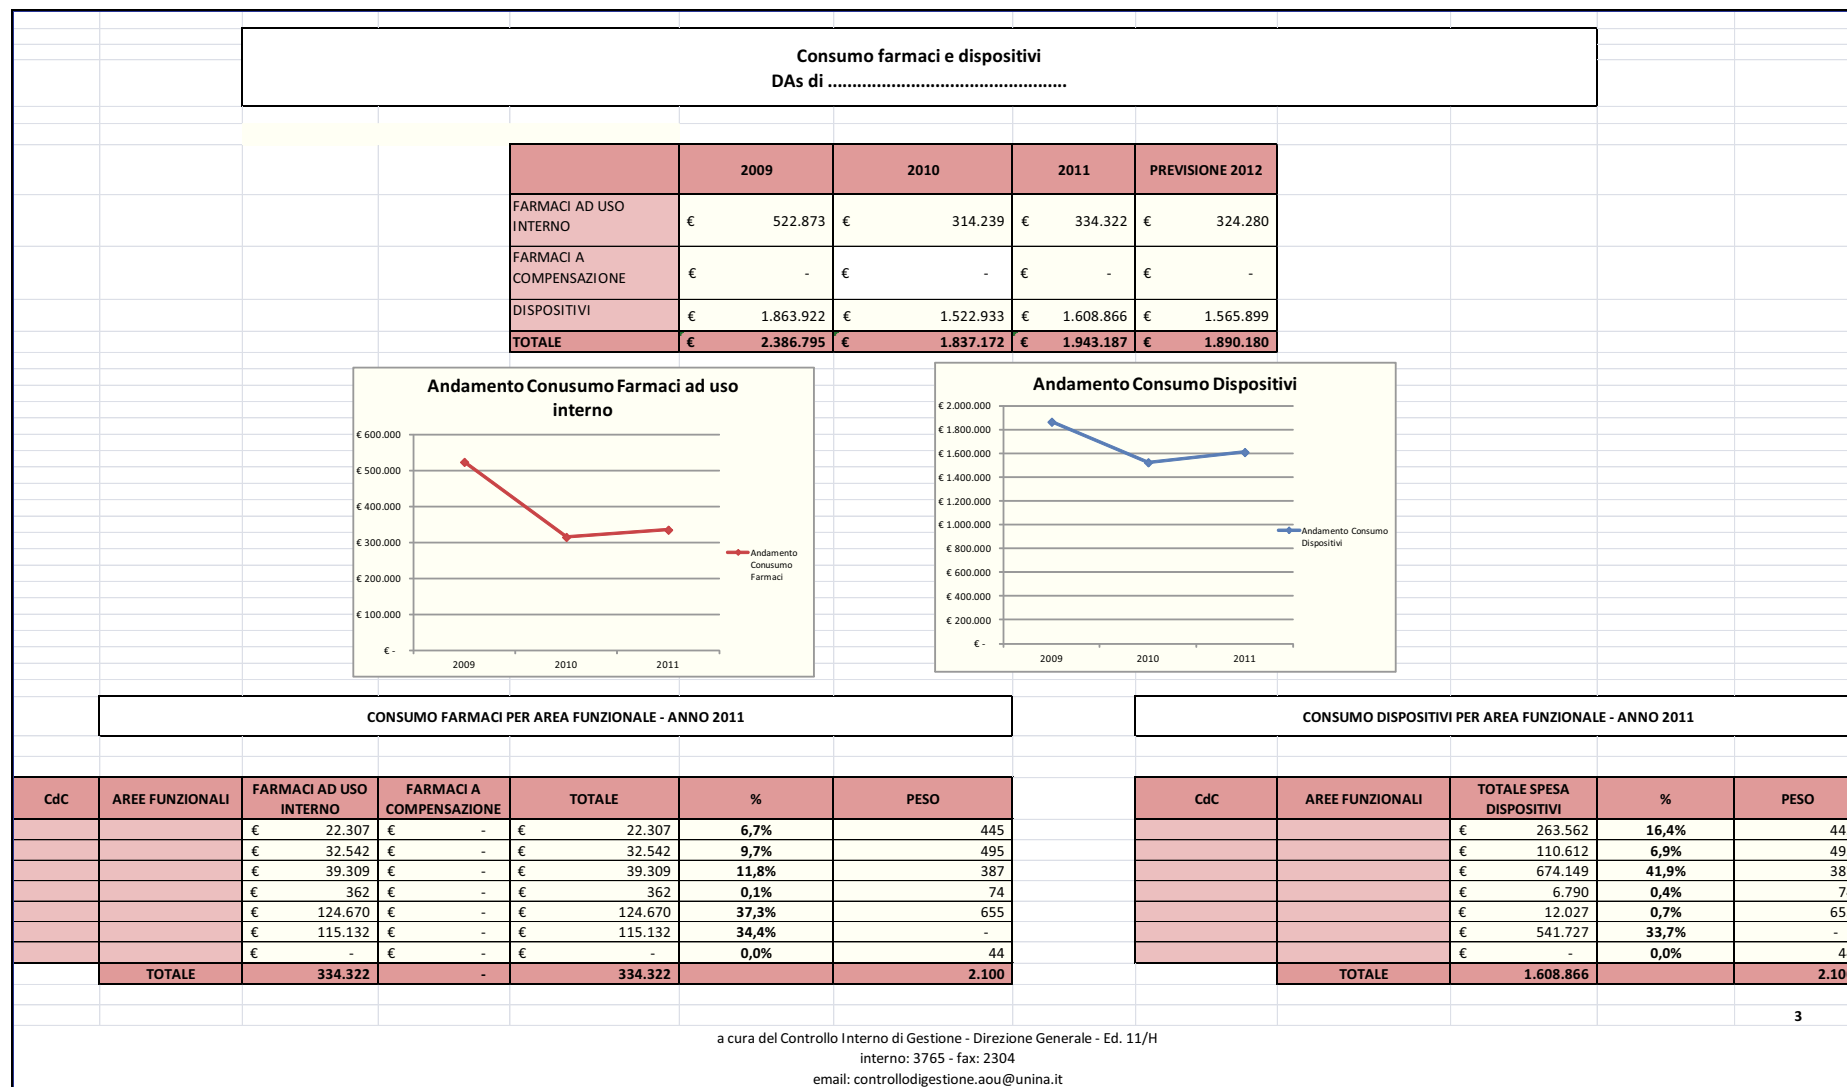 Consumo farmaci e dispositivi
DAs di .................................................
2009 2010 2011 PREVISIONE 2012
FARMACI AD USO
INTERNO € 522.873 € 314.239 € 334.322 € 324.280
FARMACI A
COMPENSAZIONE € - € - € - € -
DISPOSITIVI € 1.863.922 € 1.522.933 € 1.608.866 € 1.565.899
TOTALE € 2.386.795 € 1.837.172 € 1.943.187 € 1.890.180
Andamento Conusumo Farmaci ad uso
interno
€ 600.000
€ 500.000
€ 400.000
€ 300.000
€ 200.000
€ 100.000
€ -
2009 2010 2011
Andamento
Conusumo
Farmaci
Andamento Consumo Dispositivi
€ 2.000.000
€ 1.800.000
€ 1.600.000
€ 1.400.000
€ 1.200.000
€ 1.000.000
€ 800.000
€ 600.000
€ 400.000
€ 200.000
€ -
2009 2010 2011
Andamento Consumo
Dispositivi
CONSUMO FARMACI PER AREA FUNZIONALE - ANNO 2011
CdC AREE FUNZIONALI FARMACI AD USO INTERNO FARMACI A COMPENSAZIONE TOTALE % PESO
€ 22.307 € - € 22.307 6,7% 445
€ 32.542 € - € 32.542 9,7% 495
€ 39.309 € - € 39.309 11,8% 387
€ 362 € - € 362 0,1% 74
€ 124.670 € - € 124.670 37,3% 655
€ 115.132 € - € 115.132 34,4% -
€ - € - € - 0,0% 44
TOTALE 334.322 - 334.322 2.100
CONSUMO DISPOSITIVI PER AREA FUNZIONALE - ANNO 2011
CdC AREE FUNZIONALI TOTALE SPESA DISPOSITIVI % PESO
€ 263.562 16,4% 44
€ 110.612 6,9% 49
€ 674.149 41,9% 38
€ 6.790 0,4% 7
€ 12.027 0,7% 65
€ 541.727 33,7% -
€ - 0,0% 4
TOTALE 1.608.866 2.10
3
a cura del Controllo Interno di Gestione - Direzione Generale - Ed. 11/H
interno: 3765 - fax: 2304
email: controllodigestione.aou@unina.it